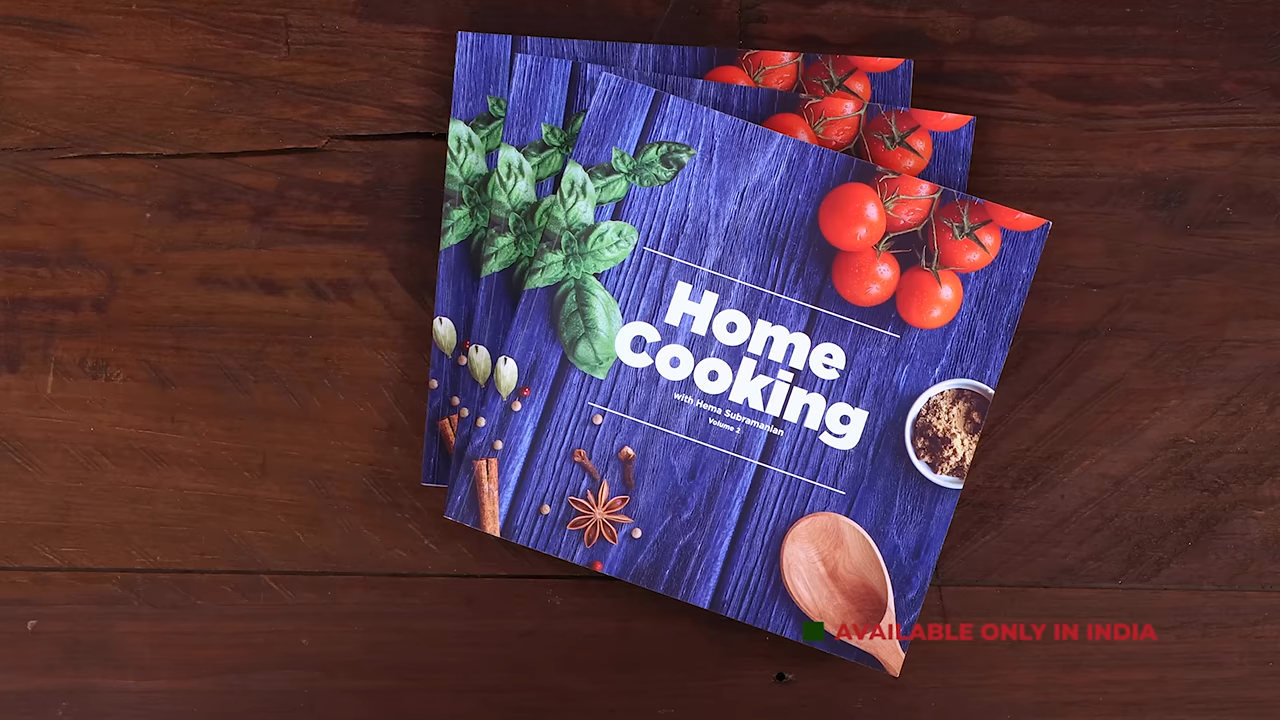 Home
Cooking
with Hema Subramanian
Volume 2
AVAILABLE ONLY IN INDIA